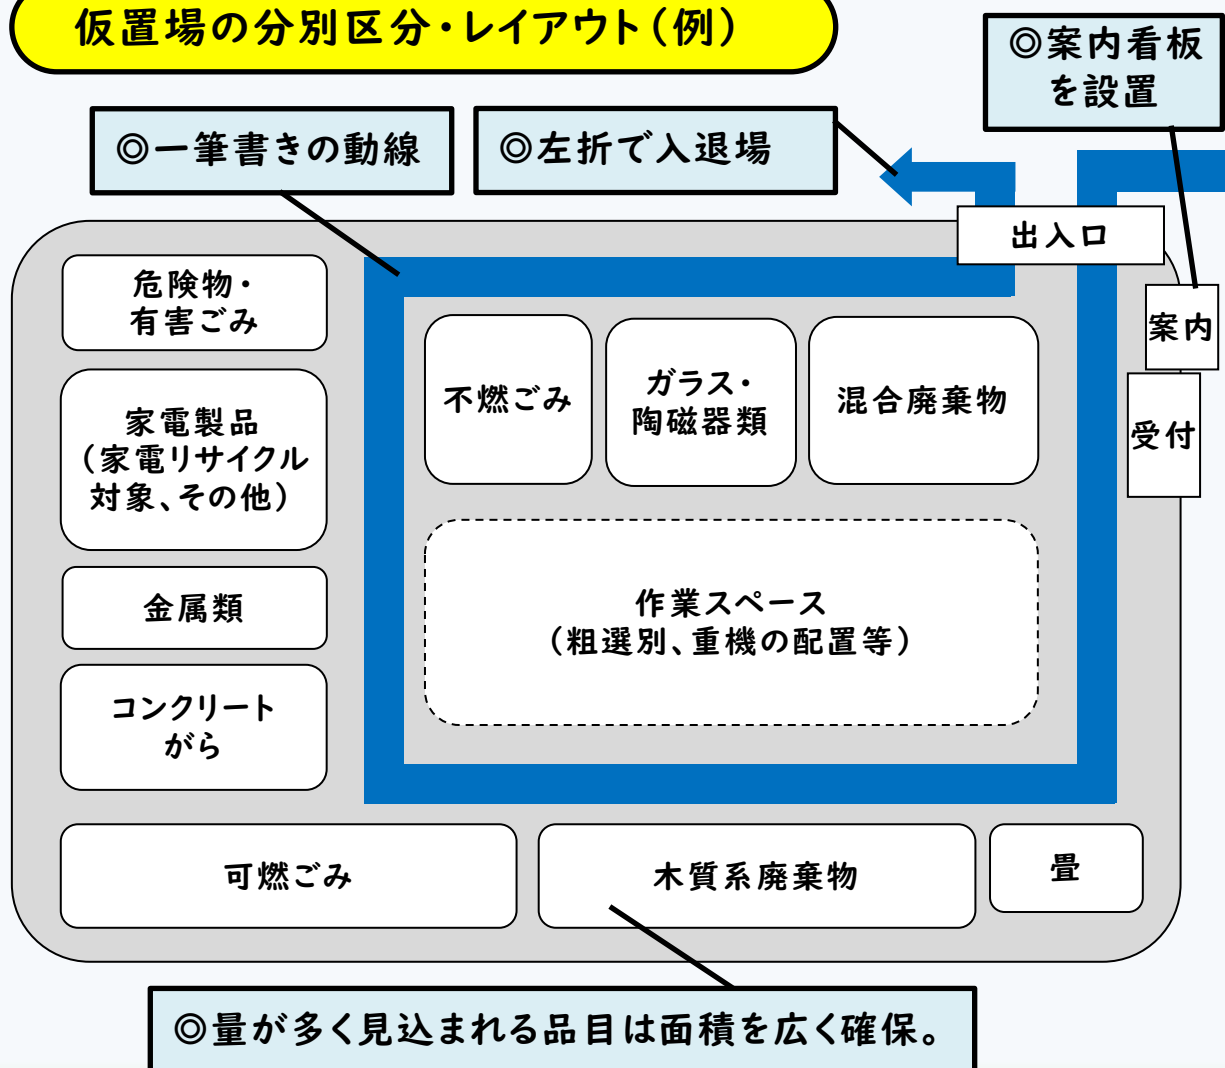 仮置場の分別区分・レイアウト（例）
◎案内看板
を設置
◎一筆書きの動線
◎左折で入退場
出入口
案内
受付
危険物・
有害ごみ
不燃ごみ
ガラス・
陶磁器類
混合廃棄物
家電製品
（家電リサイクル
対象、その他）
金属類
作業スペース
（粗選別、重機の配置等）
コンクリート
がら
可燃ごみ
木質系廃棄物
畳
◎量が多く見込まれる品目は面積を広く確保。